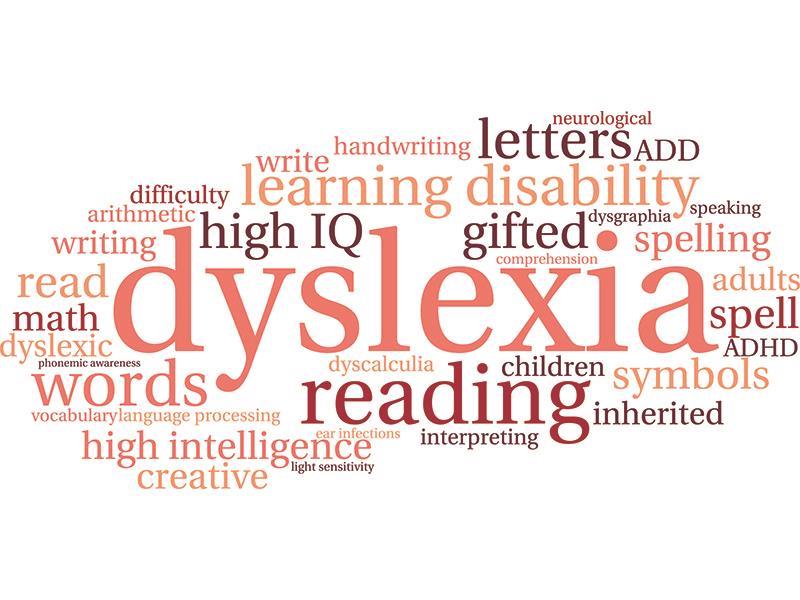 neurological
handwriting letters ADD
write
learning disability
difficulty
arithmetic
high IQ gifted dysgraphia speaking
writing spelling
comprehension
dyslexia
read adults
math spell
dyslexic ADHD
phonemic awareness
dyscalculia children
words reading symbols
vocabulary language processing inherited
ear infections interpreting
high intelligence
light sensitivity
creative